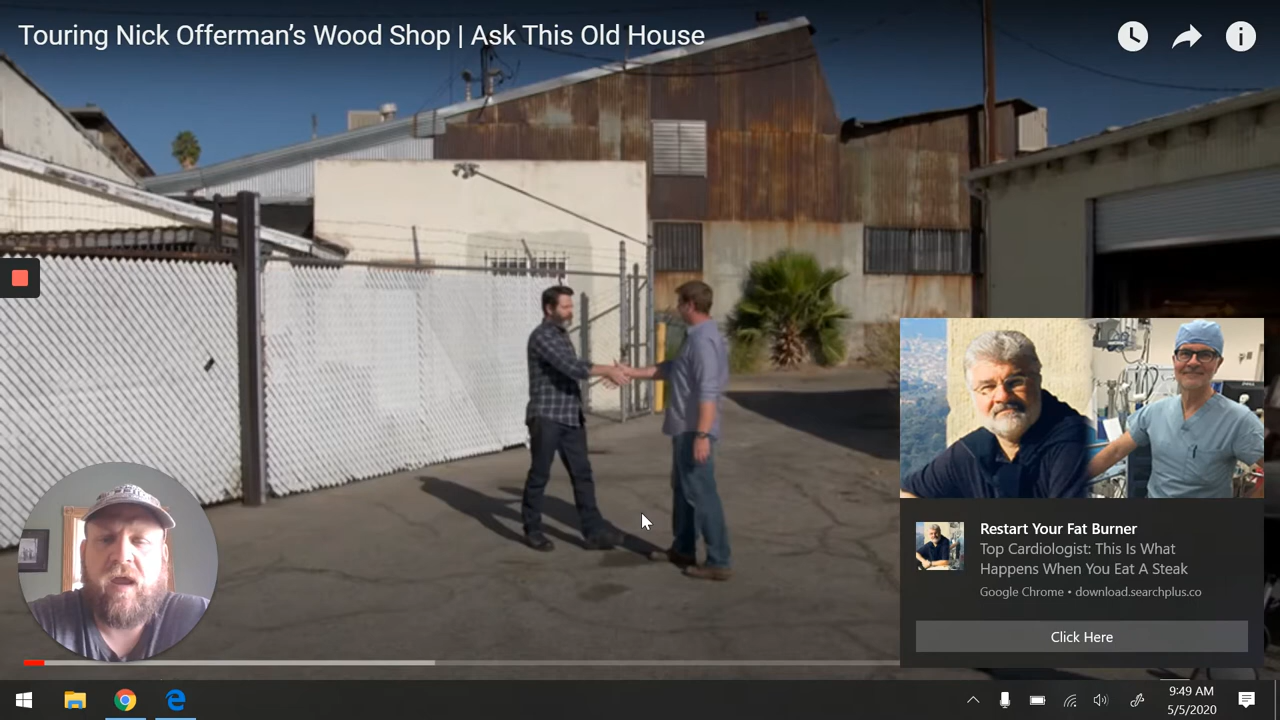 Touring Nick Offerman’s Wood Shop | Ask This Old House
Restart Your Fat Burner
Top Cardiologist: This Is What
Happens When You Eat A Steak
Google Chrome • download.searchplus.co
Click Here
9:49 AM
5/5/2020